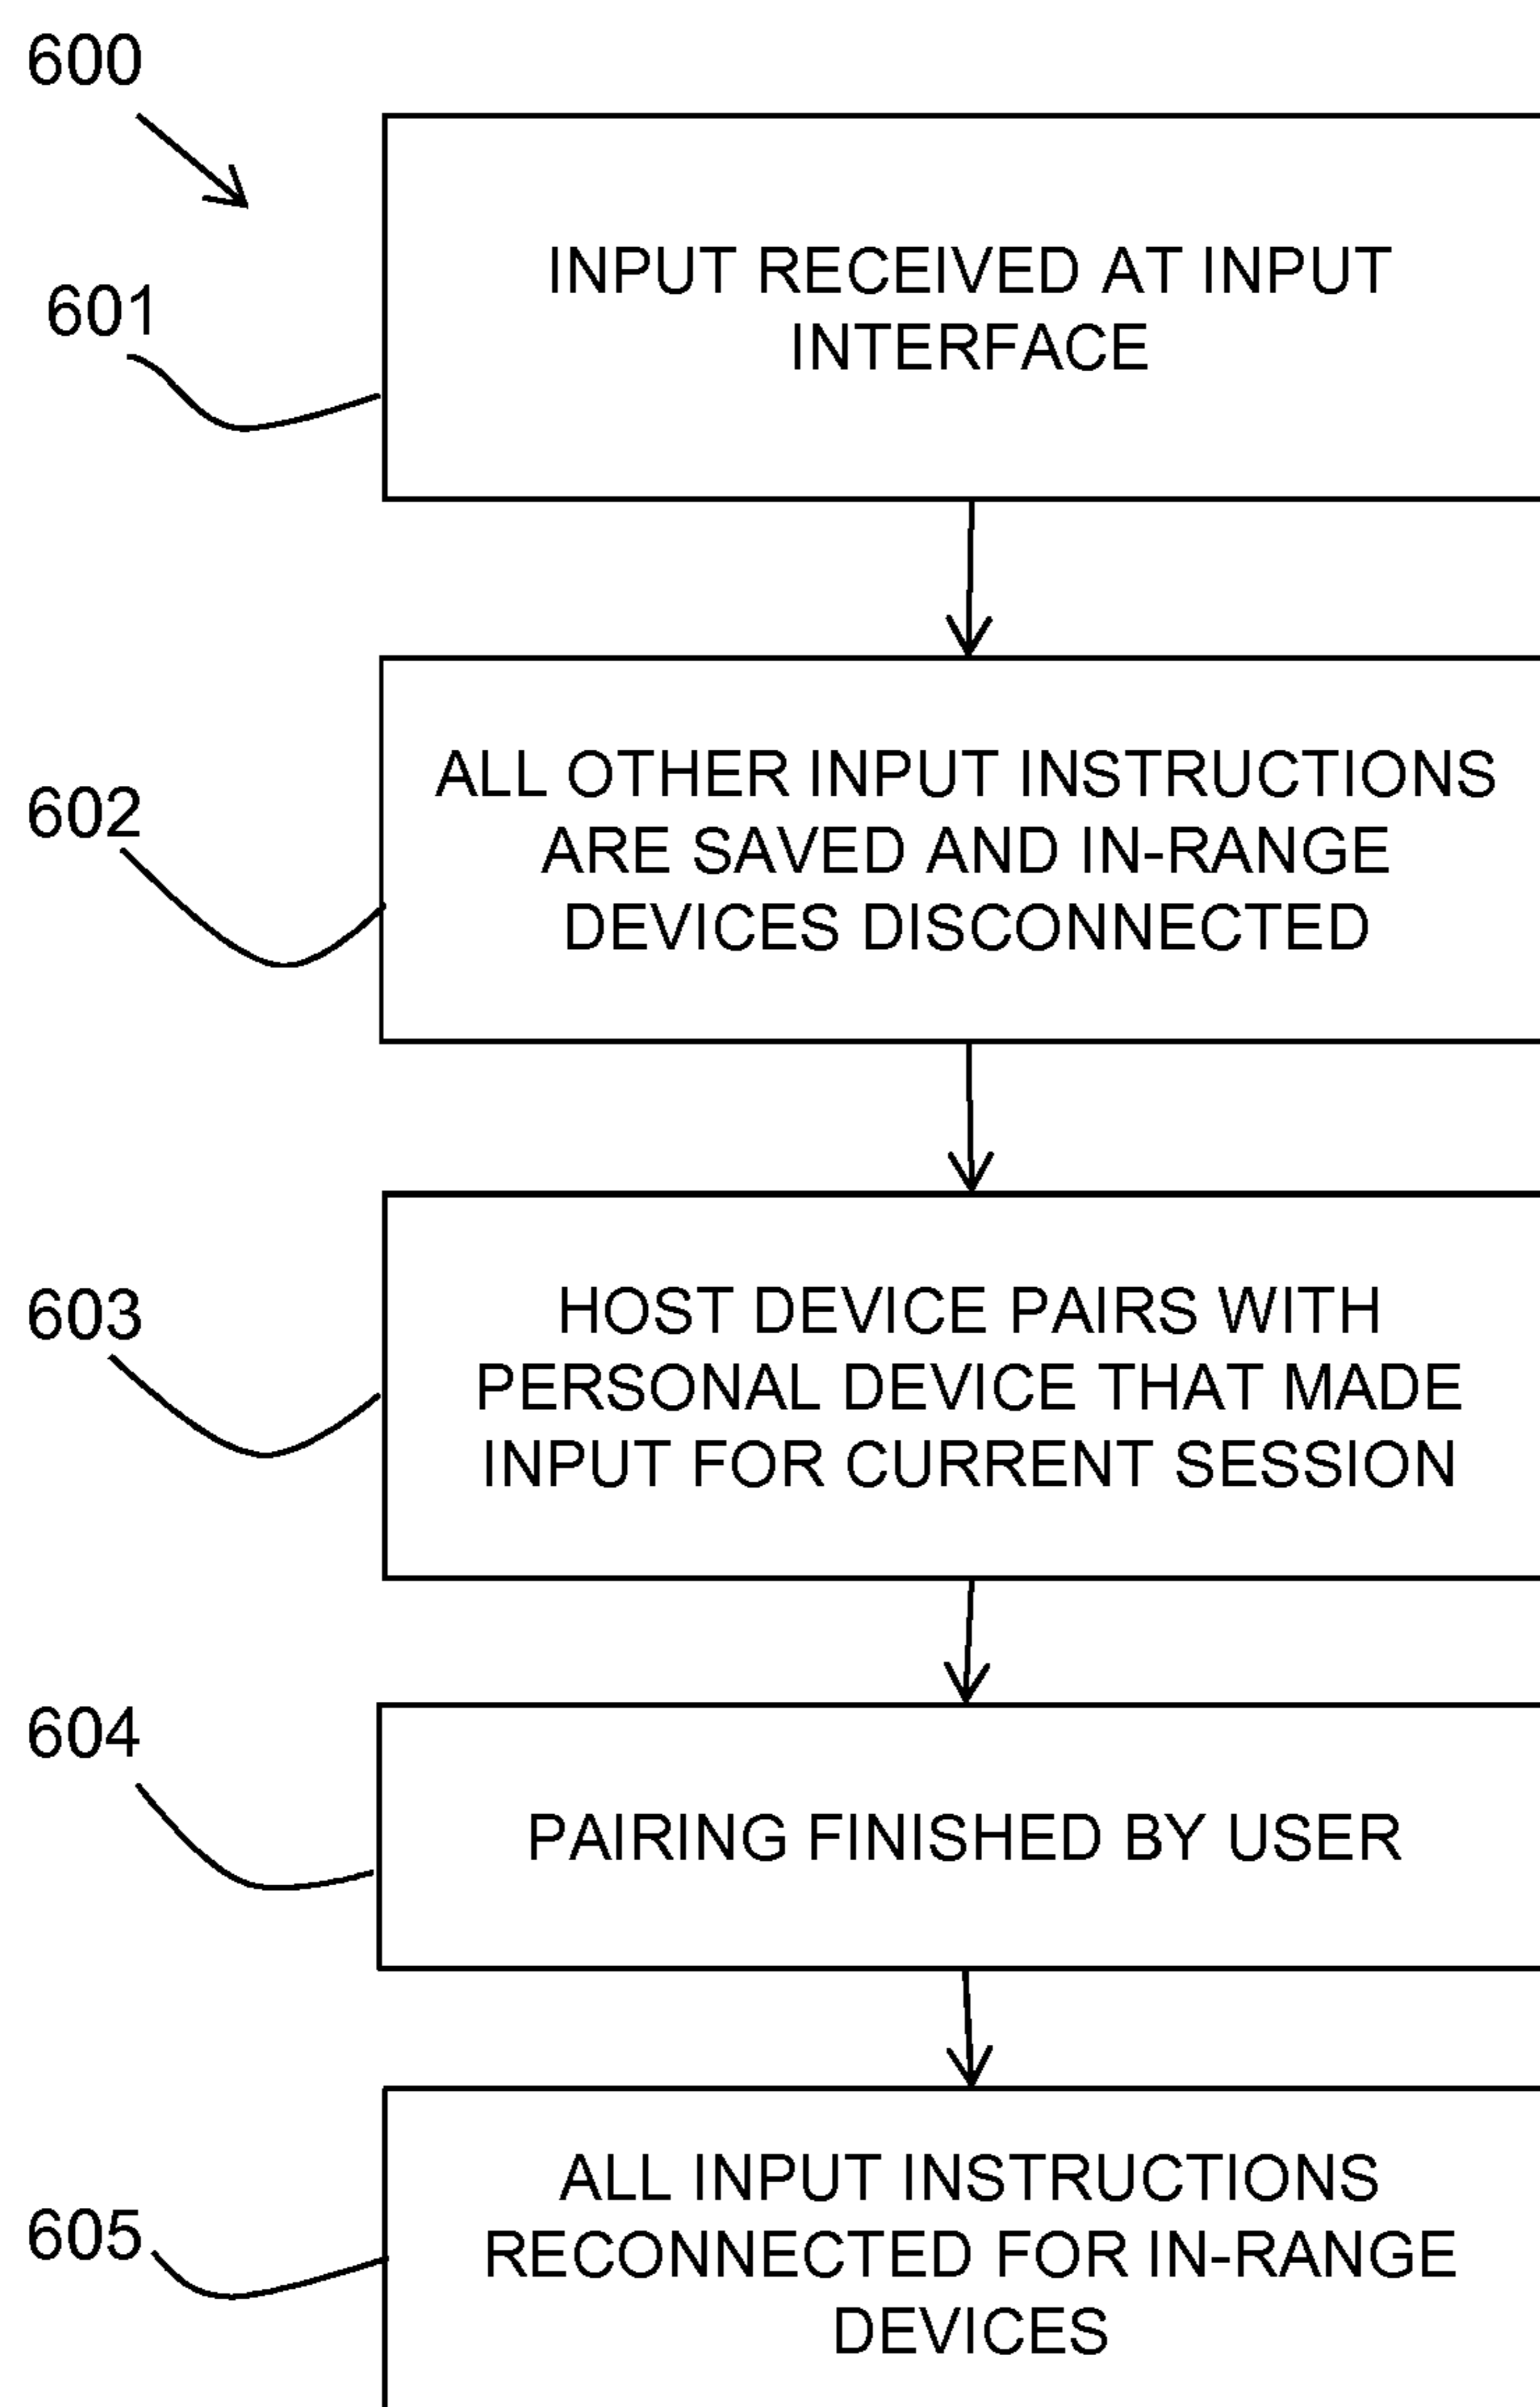 600
601
INPUT RECEIVED AT INPUT
INTERFACE
602
ALL OTHER INPUT INSTRUCTIONS
ARE SAVED AND IN-RANGE
DEVICES DISCONNECTED
603
HOST DEVICE PAIRS WITH
PERSONAL DEVICE THAT MADE
INPUT FOR CURRENT SESSION
604
PAIRING FINISHED BY USER
605
ALL INPUT INSTRUCTIONS
RECONNECTED FOR IN-RANGE
DEVICES